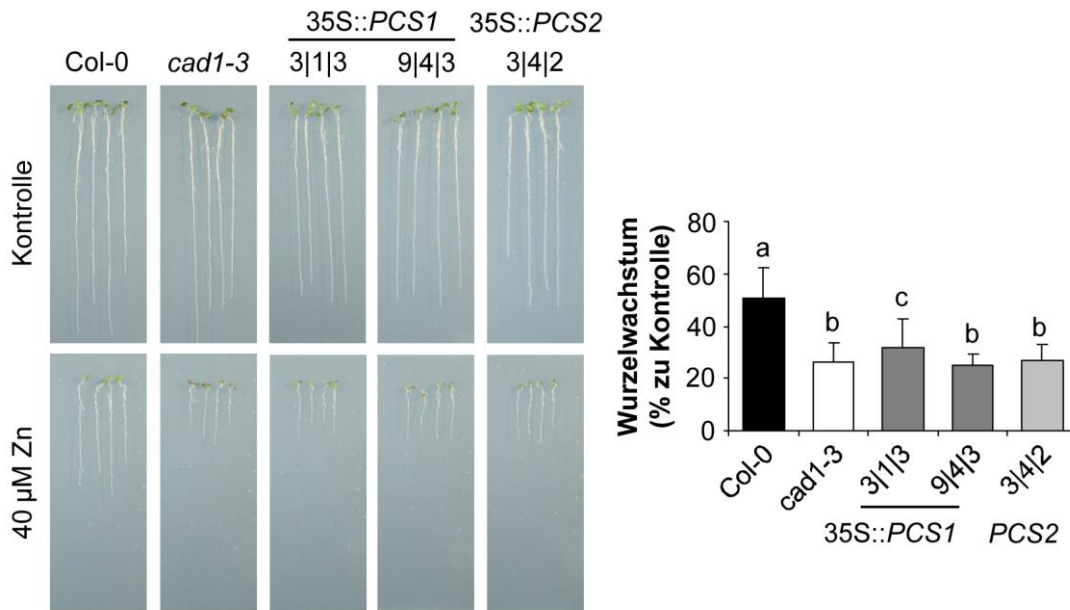 35S::PCS1 35S::PCS2
Col-0 cad1-3 3|1|3 9|4|3 3|4|2
Kontrolle
40 µM Zn
Wurzelwachstum
(% zu Kontrolle)
80
60
40
20
0
a
b
c
b
b
Col-0
cad1-3
3|1|3
9|4|3
3|4|2
35S::PCS1 PCS2